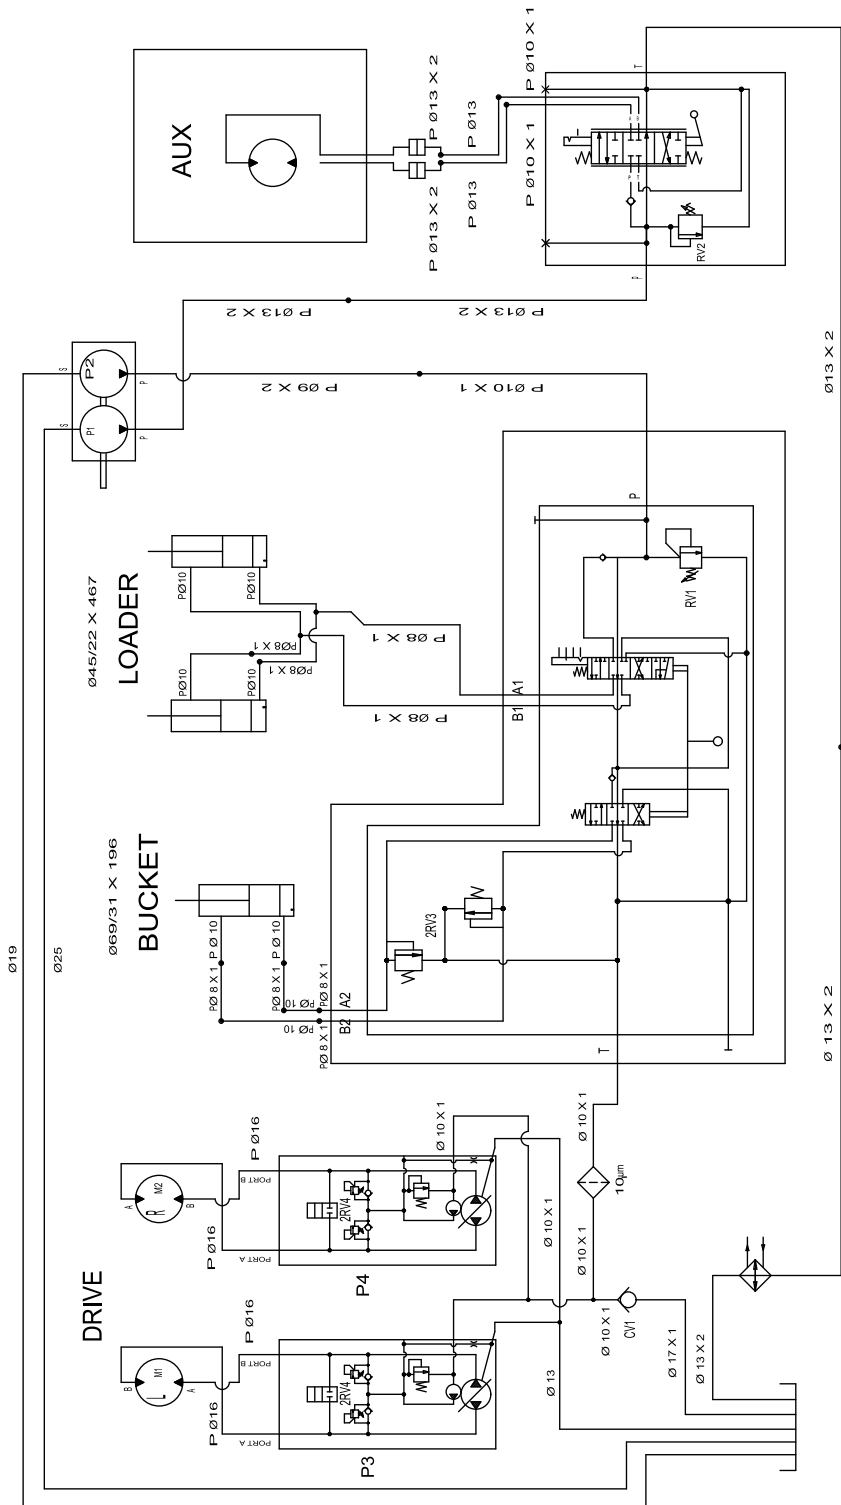 AUX
P Ø13 X 2
P Ø13
P Ø13 X 2
P Ø13
P Ø10 X 1
P Ø10 X 1
T
P
RV2
P Ø13 X 2
P Ø13 X 2
Ø13 X 2
S
P2
P
S
P1
P
P Ø9 X 2
P Ø10 X 1
LOADER
Ø45/22 X 467
PØ10
PØ10
PØ10
PØ10
PØ8 X 1
PØ8 X 1
P Ø8 X 1
P Ø8 X 1
A1
B1
P
RV1
BUCKET
Ø69/31 X 196
P Ø 10
P Ø 10
PØ 8 X 1
PØ 8 X 1
PØ 10
PØ 10
PØ 8 X 1
PØ 8 X 1
A2
B2
2RV3
T
Ø19
Ø25
Ø 13 X 2
DRIVE
A
M2
R
B
P Ø16
P Ø16
PORT B
PORT A
2RV4
P4
Ø 10 X 1
Ø 10 X 1
Ø 10 X 1
10µm
Ø 10 X 1
B
M1
L
A
P Ø16
P Ø16
PORT B
PORT A
2RV4
P3
Ø 13
Ø 10 X 1
CV1
Ø 17 X 1
Ø 13 X 2